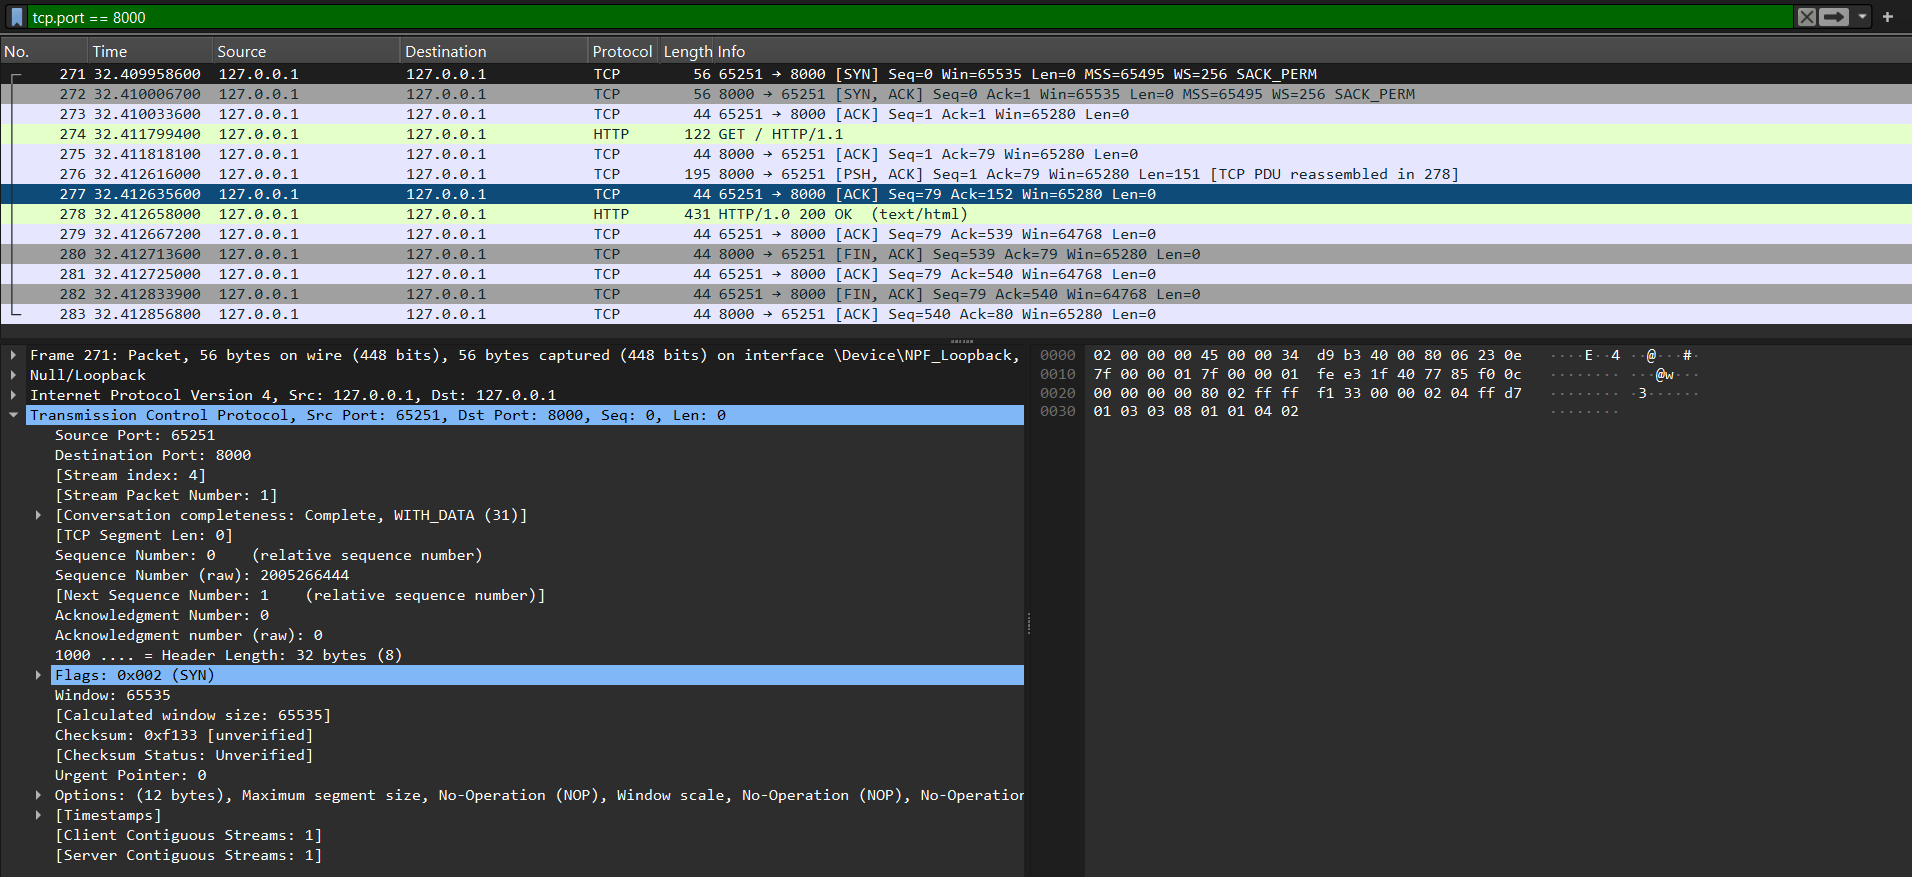 tcp.port == 8000
No. Time Source Destination Protocol Length Info
271 32.409958600 127.0.0.1 127.0.0.1 TCP 56 65251 → 8000 [SYN] Seq=0 Win=65535 Len=0 MSS=65495 WS=256 SACK_PERM
272 32.410006700 127.0.0.1 127.0.0.1 TCP 56 8000 → 65251 [SYN, ACK] Seq=0 Ack=1 Win=65535 Len=0 MSS=65495 WS=256 SACK_PERM
273 32.410033600 127.0.0.1 127.0.0.1 TCP 44 65251 → 8000 [ACK] Seq=1 Ack=1 Win=65280 Len=0
274 32.411799400 127.0.0.1 127.0.0.1 HTTP 122 GET / HTTP/1.1
275 32.411818100 127.0.0.1 127.0.0.1 TCP 44 8000 → 65251 [ACK] Seq=1 Ack=79 Win=65280 Len=0
276 32.412616000 127.0.0.1 127.0.0.1 TCP 195 8000 → 65251 [PSH, ACK] Seq=1 Ack=79 Win=65280 Len=151 [TCP PDU reassembled in 278]
277 32.412635600 127.0.0.1 127.0.0.1 TCP 44 65251 → 8000 [ACK] Seq=79 Ack=152 Win=65280 Len=0
278 32.412658000 127.0.0.1 127.0.0.1 HTTP 431 HTTP/1.0 200 OK (text/html)
279 32.412667200 127.0.0.1 127.0.0.1 TCP 44 65251 → 8000 [ACK] Seq=79 Ack=539 Win=64768 Len=0
280 32.412713600 127.0.0.1 127.0.0.1 TCP 44 8000 → 65251 [FIN, ACK] Seq=539 Ack=79 Win=65280 Len=0
281 32.412725000 127.0.0.1 127.0.0.1 TCP 44 65251 → 8000 [ACK] Seq=79 Ack=540 Win=64768 Len=0
282 32.412833900 127.0.0.1 127.0.0.1 TCP 44 65251 → 8000 [FIN, ACK] Seq=79 Ack=540 Win=64768 Len=0
283 32.412856800 127.0.0.1 127.0.0.1 TCP 44 8000 → 65251 [ACK] Seq=540 Ack=80 Win=65280 Len=0
Frame 271: Packet, 56 bytes on wire (448 bits), 56 bytes captured (448 bits) on interface \Device\NPF_Loopback,
Null/Loopback
Internet Protocol Version 4, Src: 127.0.0.1, Dst: 127.0.0.1
Transmission Control Protocol, Src Port: 65251, Dst Port: 8000, Seq: 0, Len: 0
Source Port: 65251
Destination Port: 8000
[Stream index: 4]
[Stream Packet Number: 1]
[Conversation completeness: Complete, WITH_DATA (31)]
[TCP Segment Len: 0]
Sequence Number: 0 (relative sequence number)
Sequence Number (raw): 2005266444
[Next Sequence Number: 1 (relative sequence number)]
Acknowledgment Number: 0
Acknowledgment number (raw): 0
1000 .... = Header Length: 32 bytes (8)
Flags: 0x002 (SYN)
Window: 65535
[Calculated window size: 65535]
Checksum: 0xf133 [unverified]
[Checksum Status: Unverified]
Urgent Pointer: 0
Options: (12 bytes), Maximum segment size, No-Operation (NOP), Window scale, No-Operation (NOP), No-Operation
[Timestamps]
[Client Contiguous Streams: 1]
[Server Contiguous Streams: 1]
0000 02 00 00 00 45 00 00 34 d9 b3 40 00 80 06 23 0e ····E··4 ··@···#·
0010 7f 00 00 01 7f 00 00 01 fe e3 1f 40 77 85 f0 0c ········ ···@w···
0020 00 00 00 00 80 02 ff ff f1 33 00 00 02 04 ff d7 ········ ·3······
0030 01 03 03 08 01 01 04 02 ········